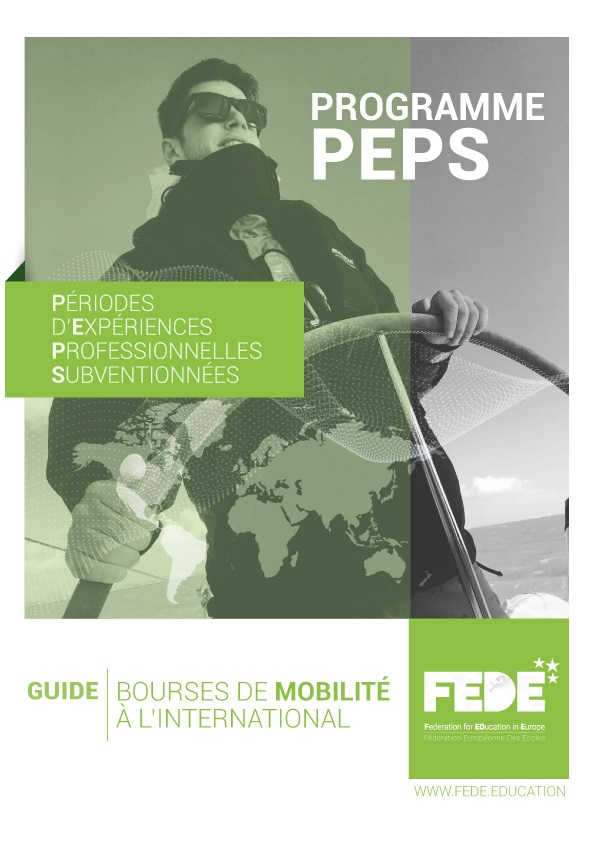 PROGRAMME
PEPS
PÉRIODES
D'EXPÉRIENCES
PROFESSIONNELLES
SUBVENTIONNÉES
GUIDE
BOURSES DE MOBILITÉ
À L'INTERNATIONAL
FEDE
Federation for EDucation in Europe
Fédération Européenne Des Écoles
WWW.FEDE.EDUCATION